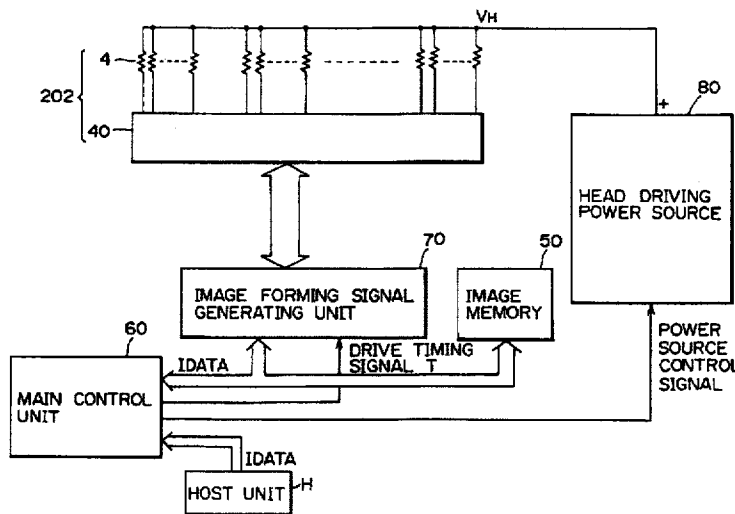 VH
4
202
40
80
+
HEAD DRIVING
POWER SOURCE
70
50
IMAGE FORMING SIGNAL
GENERATING UNIT
IMAGE
MEMORY
60
IDATA
DRIVE TIMING
SIGNAL T
POWER
SOURCE
CONTROL
SIGNAL
MAIN CONTROL
UNIT
IDATA
HOST UNIT
H